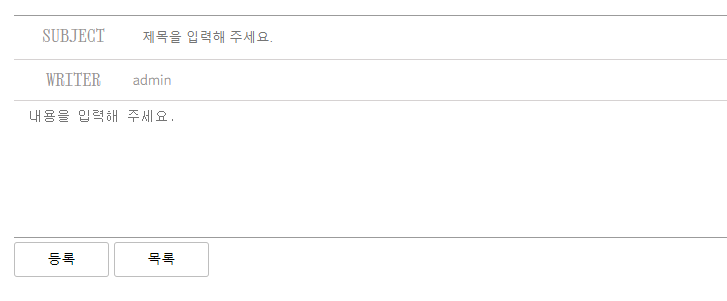 SUBJECT 제목을 입력해 주세요.
WRITER admin
내용을 입력해 주세요.
등록 목록